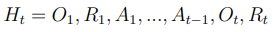 H_t = O_1, R_1, A_1, ..., A_{t−1}, O_t, R_t